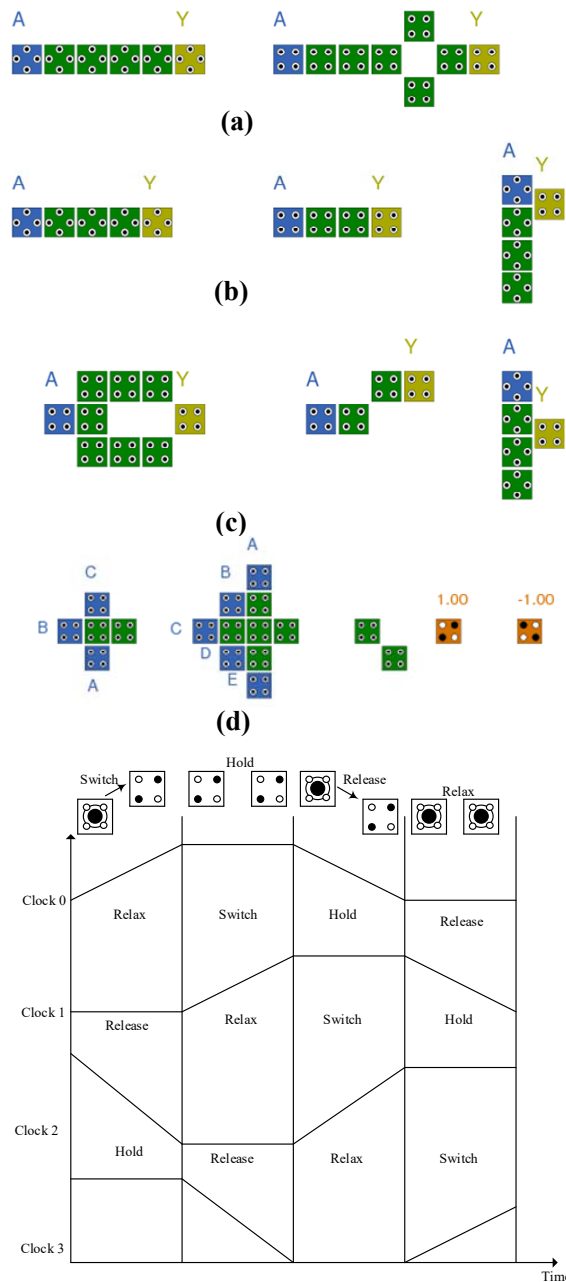 A Y A Y
(a)
A Y A Y A Y
(b)
A Y A Y A Y
(c)
C B A A B C D E 1.00 -1.00
(d)
Switch Hold Release Relax
Clock 0 Relax Switch Hold Release
Clock 1 Release Relax Switch Hold
Clock 2 Hold Release Relax Switch
Clock 3
Time